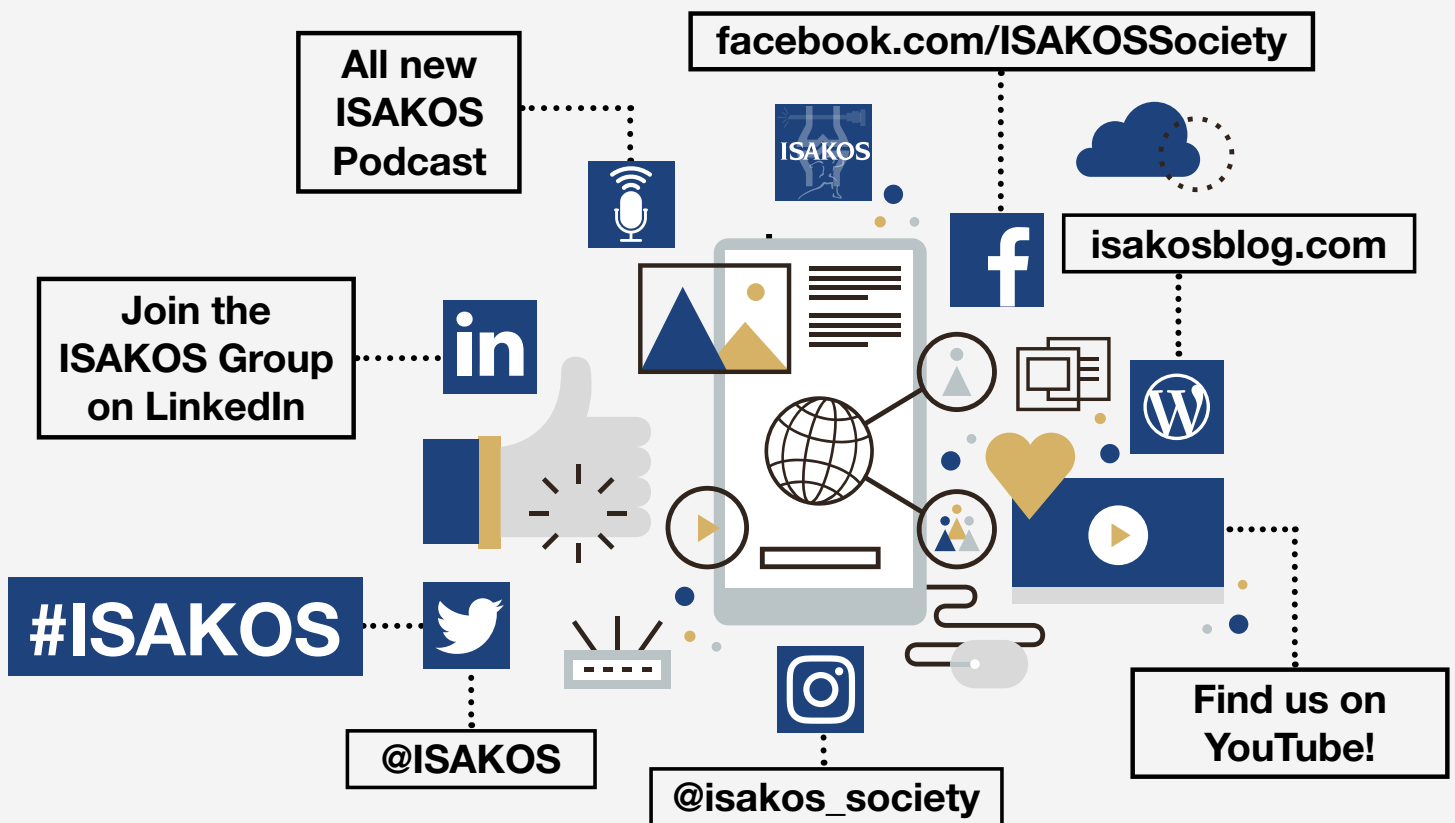 facebook.com/ISAKOSSociety
All new
ISAKOS
Podcast
ISAKOS
isakosblog.com
Join the
ISAKOS Group
on LinkedIn
in
#ISAKOS
@ISAKOS
@isakos_society
Find us on
YouTube!